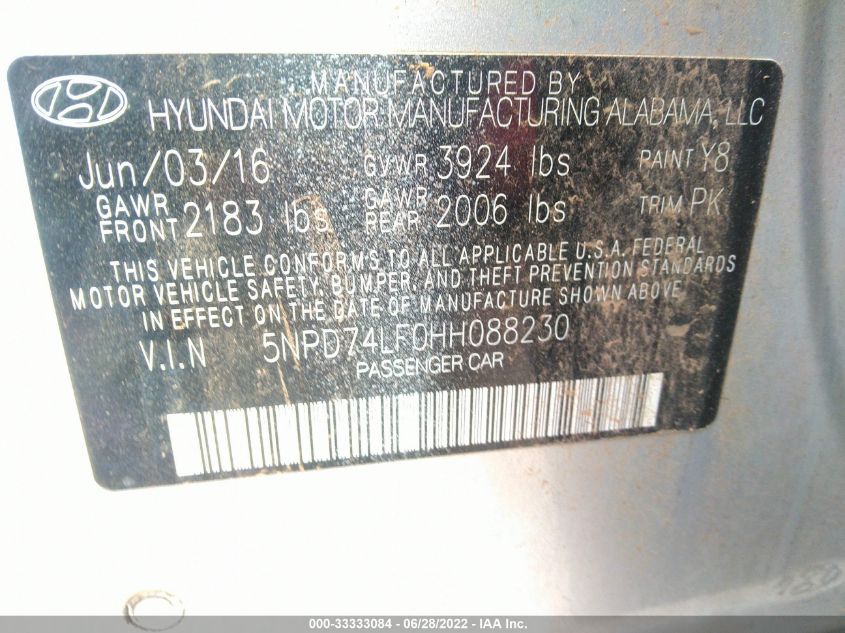 MANUFACTURED BY
HYUNDAI MOTOR MANUFACTURING ALABAMA, LLC
Jun/03/16 GVWR 3924 lbs PAINT Y8
GAWR FRONT 2183 lbs GAWR REAR 2006 lbs TRIM PK
THIS VEHICLE CONFORMS TO ALL APPLICABLE U.S.A. FEDERAL
MOTOR VEHICLE SAFETY, BUMPER, AND THEFT PREVENTION STANDARDS
IN EFFECT ON THE DATE OF MANUFACTURE SHOWN ABOVE
V.I.N 5NPD74LF0HH088230
PASSENGER CAR
000-33333084 / 06/28/2022 - IAA Inc.